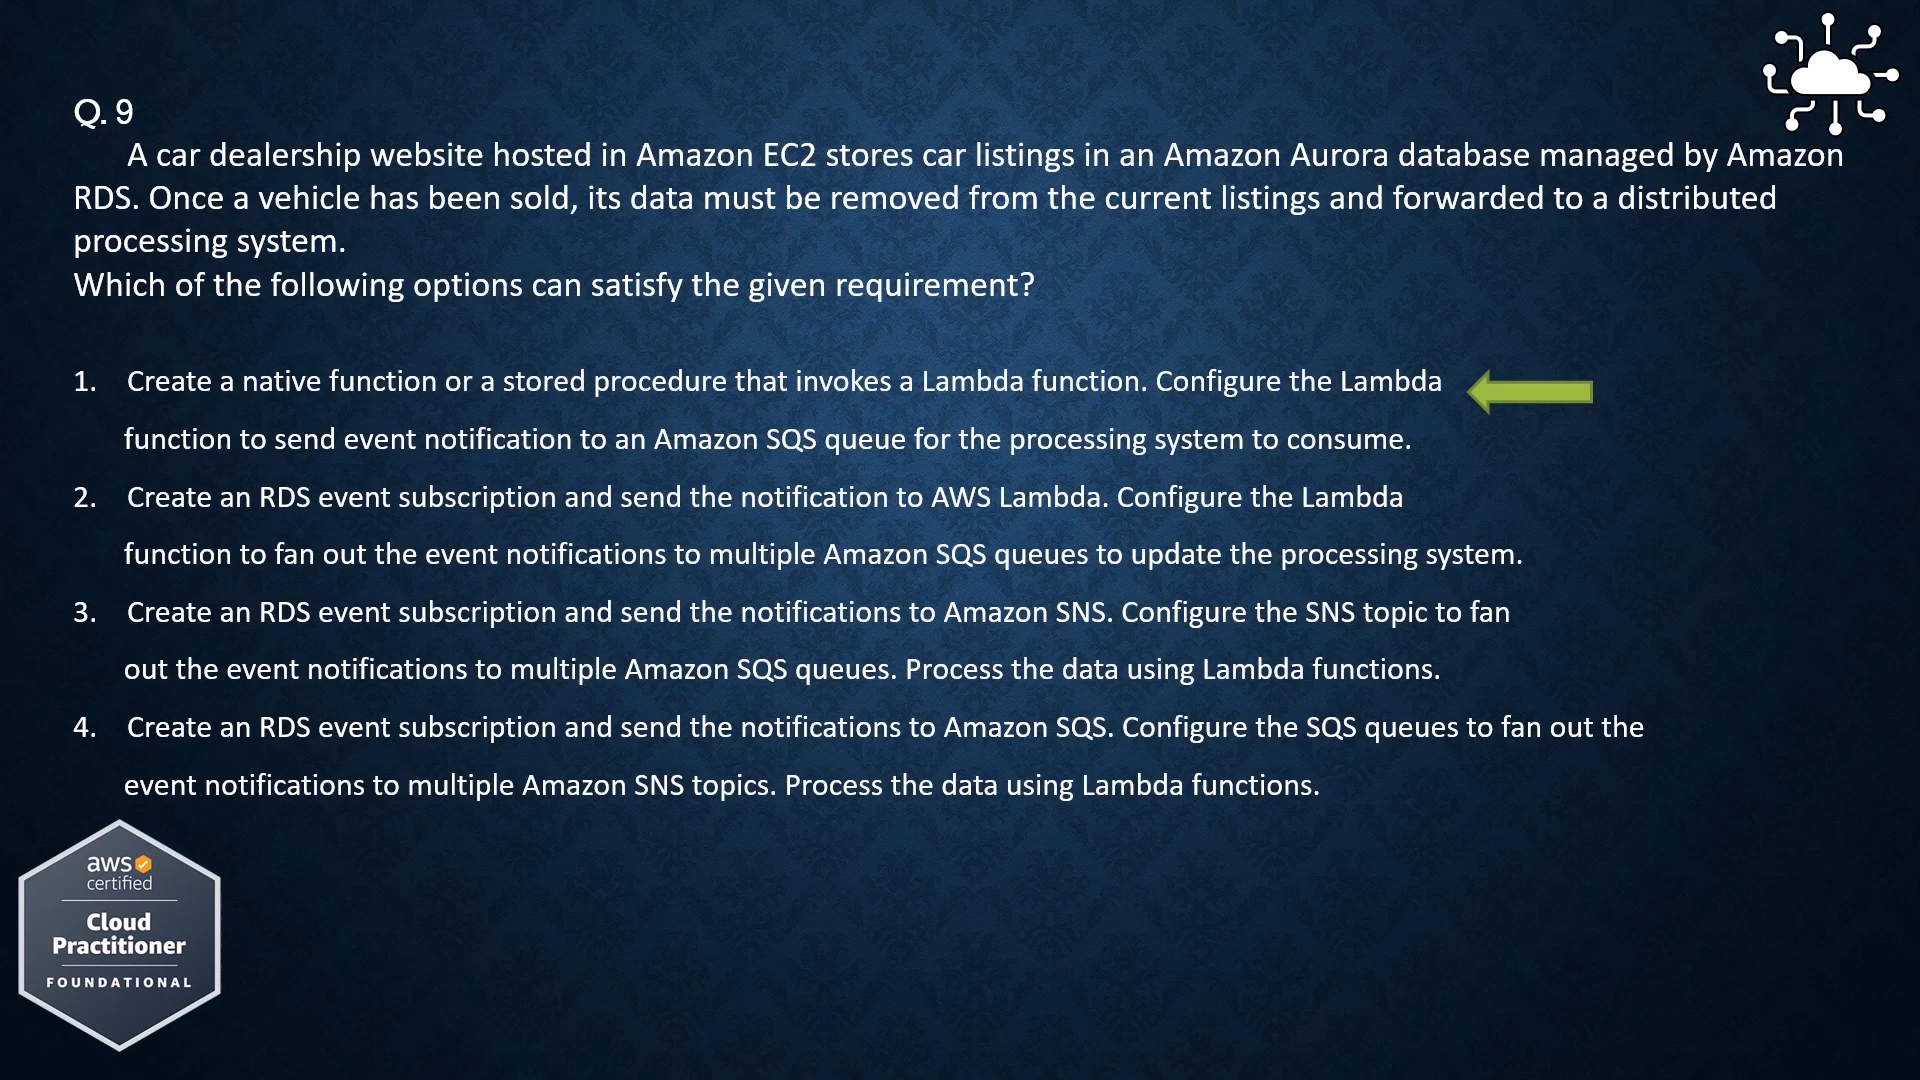 Q. 9
A car dealership website hosted in Amazon EC2 stores car listings in an Amazon Aurora database managed by Amazon
RDS. Once a vehicle has been sold, its data must be removed from the current listings and forwarded to a distributed
processing system.
Which of the following options can satisfy the given requirement?
1. Create a native function or a stored procedure that invokes a Lambda function. Configure the Lambda
function to send event notification to an Amazon SQS queue for the processing system to consume.
2. Create an RDS event subscription and send the notification to AWS Lambda. Configure the Lambda
function to fan out the event notifications to multiple Amazon SQS queues to update the processing system.
3. Create an RDS event subscription and send the notifications to Amazon SNS. Configure the SNS topic to fan
out the event notifications to multiple Amazon SQS queues. Process the data using Lambda functions.
4. Create an RDS event subscription and send the notifications to Amazon SQS. Configure the SQS queues to fan out the
event notifications to multiple Amazon SNS topics. Process the data using Lambda functions.
aws
certified
Cloud
Practitioner
FOUNDATIONAL